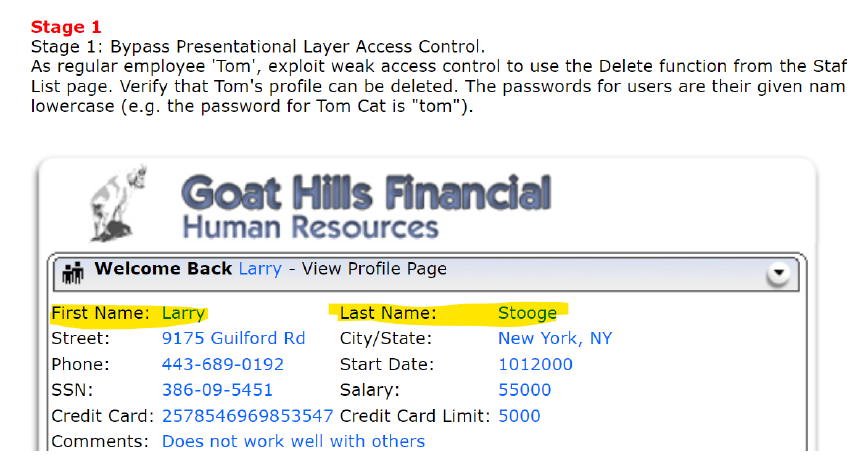 Stage 1
Stage 1: Bypass Presentational Layer Access Control.
As regular employee 'Tom', exploit weak access control to use the Delete function from the
List page. Verify that Tom's profile can be deleted. The passwords for users are their given
lowercase (e.g. the password for Tom Cat is "tom").
Goat Hills Financial
Human Resources
Welcome Back Larry - View Profile Page
First Name: Larry Last Name: Stooge
Street: 9175 Guilford Rd City/State: New York, NY
Phone: 443-689-0192 Start Date: 1012000
SSN: 386-09-5451 Salary: 55000
Credit Card: 2578546969853547 Credit Card Limit: 5000
Comments: Does not work well with others